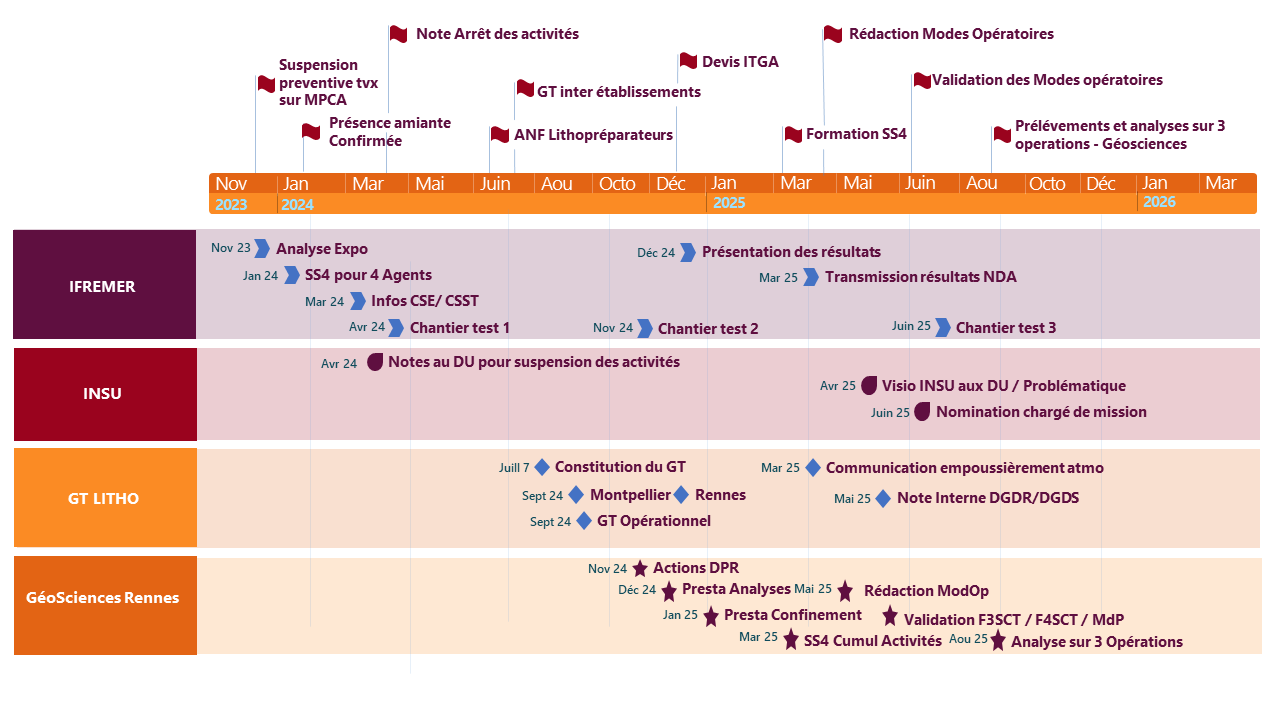 Note Arrêt des activités
Rédaction Modes Opératoires
Suspension
preventive tvx
sur MPCA
Devis ITGA
Validation des Modes opératoires
GT inter établissements
Présence amiante
Confirmée
ANF Lithopréparateurs
Formation SS4
Prélévements et analyses sur 3
operations - Géosciences
Nov Jan Mar Mai Juin Aou Octo Déc Jan Mar Mai Juin Aou Octo Déc Jan Mar
2023 2024 2025 2026
IFREMER
Nov 23 Analyse Expo
Déc 24 Présentation des résultats
Jan 24 SS4 pour 4 Agents
Mar 25 Transmission résultats NDA
Mar 24 Infos CSE/ CSST
Avr 24 Chantier test 1
Nov 24 Chantier test 2
Juin 25 Chantier test 3
INSU
Avr 24 Notes au DU pour suspension des activités
Avr 25 Visio INSU aux DU / Problématique
Juin 25 Nomination chargé de mission
GT LITHO
Juill 7 Constitution du GT
Mar 25 Communication empoussièrement atmo
Sept 24 Montpellier Rennes
Mai 25 Note Interne DGDR/DGDS
Sept 24 GT Opérationnel
GéoSciences Rennes
Nov 24 Actions DPR
Déc 24 Presta Analyses
Mai 25 Rédaction ModOp
Jan 25 Presta Confinement
Validation F3SCT / F4SCT / MdP
Mar 25 SS4 Cumul Activités
Aou 25 Analyse sur 3 Opérations